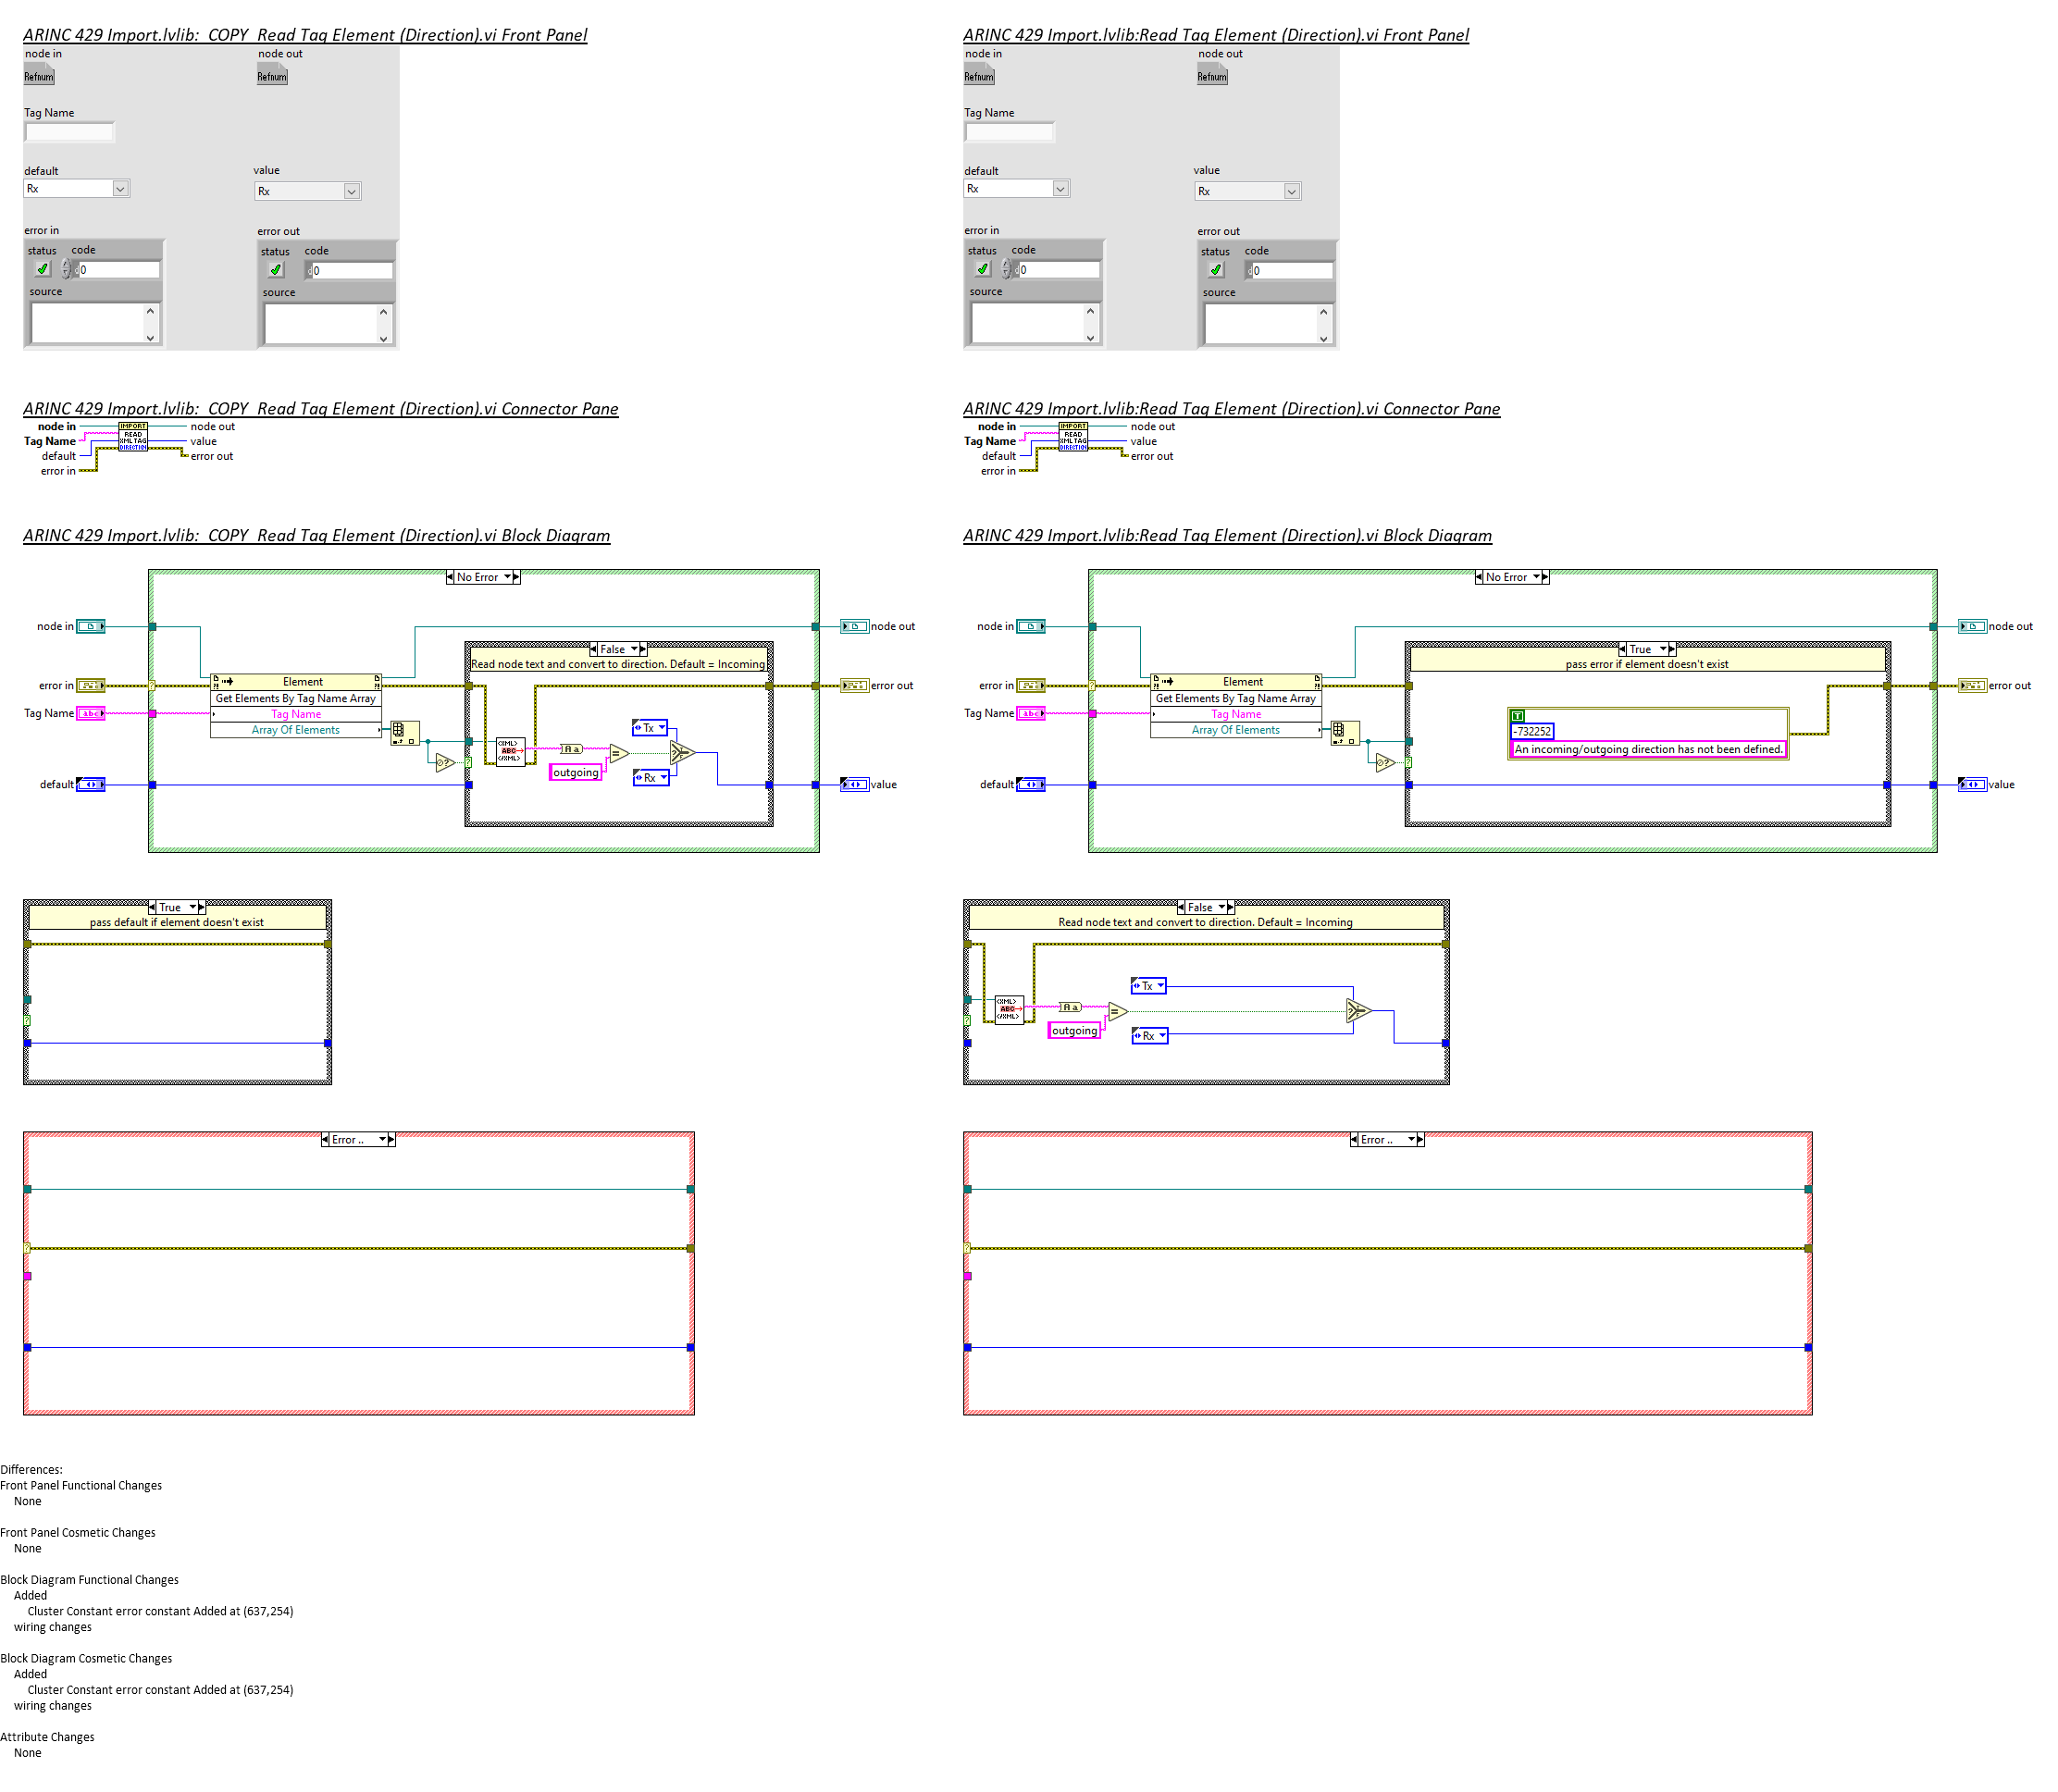 ARINC 429 Import.lvlib:  COPY  Read Tag Element (Direction).vi Front Panel
node in
node out
Refnum
Refnum
Tag Name
default
value
Rx
Rx
error in
error out
status
code
status
code
0
0
source
source
ARINC 429 Import.lvlib:Read Tag Element (Direction).vi Front Panel
node in
node out
Refnum
Refnum
Tag Name
default
value
Rx
Rx
error in
error out
status
code
status
code
0
0
source
source
ARINC 429 Import.lvlib:  COPY  Read Tag Element (Direction).vi Connector Pane
node in
node out
Tag Name
value
default
error out
error in
IMPORT
READ
XML TAG
DIRECTION
ARINC 429 Import.lvlib:Read Tag Element (Direction).vi Connector Pane
node in
node out
Tag Name
value
default
error out
error in
IMPORT
READ
XML TAG
DIRECTION
ARINC 429 Import.lvlib:  COPY  Read Tag Element (Direction).vi Block Diagram
No Error
node in
node out
False
Read node text and convert to direction. Default = Incoming
error in
Element
error out
Get Elements By Tag Name Array
Tag Name
abc
Tag Name
Array Of Elements
Tx
<XML>
ABC
</XML>
Aa
=
outgoing
Rx
default
value
ARINC 429 Import.lvlib:Read Tag Element (Direction).vi Block Diagram
No Error
node in
node out
True
pass error if element doesn't exist
error in
Element
error out
Get Elements By Tag Name Array
Tag Name
abc
Tag Name
Array Of Elements
T
-732252
An incoming/outgoing direction has not been defined.
default
value
True
pass default if element doesn't exist
False
Read node text and convert to direction. Default = Incoming
Tx
<XML>
ABC
</XML>
Aa
=
outgoing
Rx
Error ..
Error ..
Differences:
Front Panel Functional Changes
None
Front Panel Cosmetic Changes
None
Block Diagram Functional Changes
Added
Cluster Constant error constant Added at (637,254)
wiring changes
Block Diagram Cosmetic Changes
Added
Cluster Constant error constant Added at (637,254)
wiring changes
Attribute Changes
None